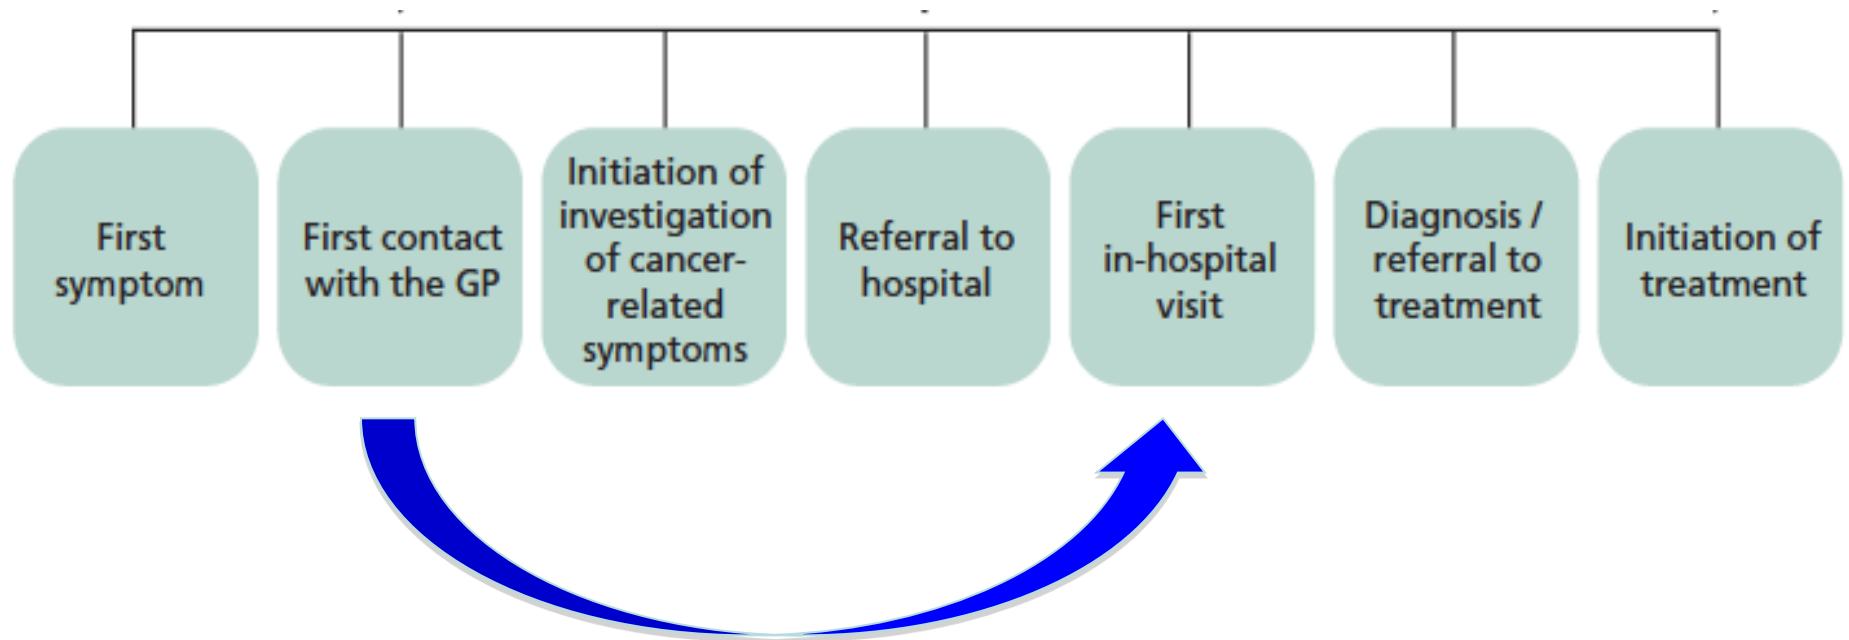 First
symptom
First contact
with the GP
Initiation of
investigation
of cancer-
related
symptoms
Referral to
hospital
First
in-hospital
visit
Diagnosis /
referral to
treatment
Initiation of
treatment